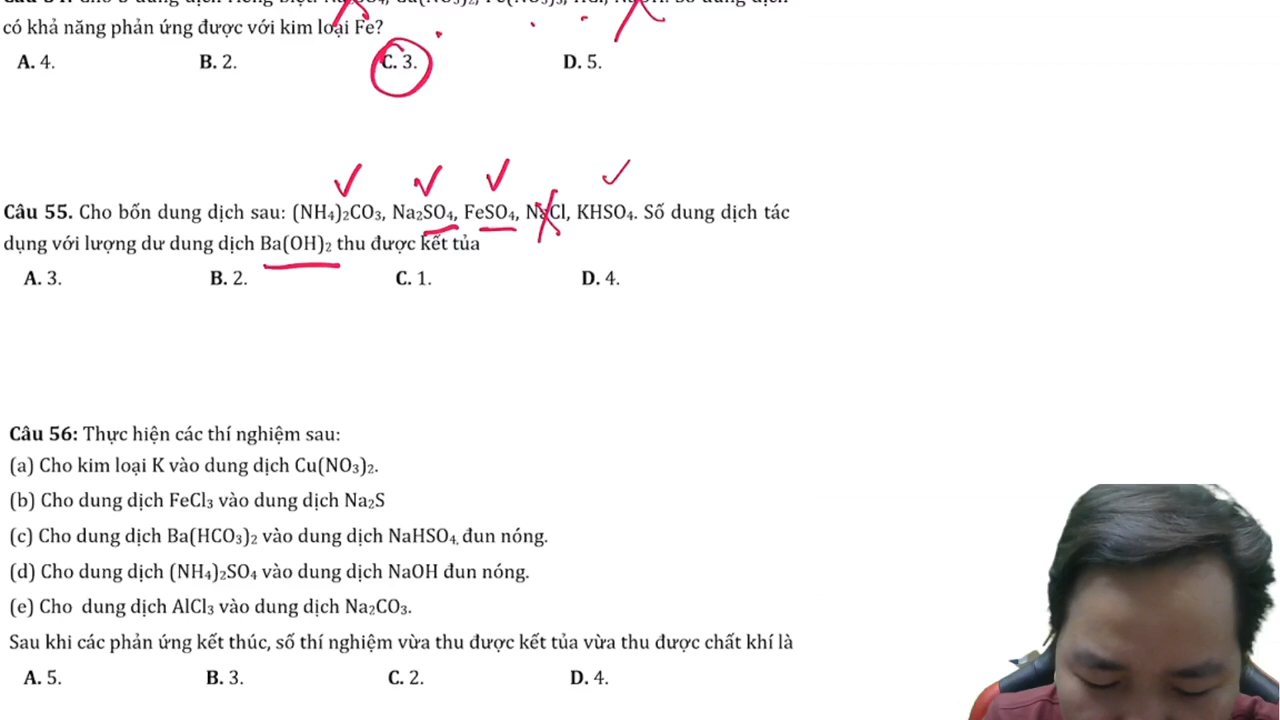 có khả năng phản ứng được với kim loại Fe?
A. 4. B. 2. C. 3. D. 5.
Câu 55. Cho bốn dung dịch sau: (NH₄)₂CO₃, Na₂SO₄, FeSO₄, NaCl, KHSO₄. Số dung dịch tác
dụng với lượng dư dung dịch Ba(OH)₂ thu được kết tủa
A. 3. B. 2. C. 1. D. 4.
Câu 56: Thực hiện các thí nghiệm sau:
(a) Cho kim loại K vào dung dịch Cu(NO₃)₂.
(b) Cho dung dịch FeCl₃ vào dung dịch Na₂S
(c) Cho dung dịch Ba(HCO₃)₂ vào dung dịch NaHSO₄, đun nóng.
(d) Cho dung dịch (NH₄)₂SO₄ vào dung dịch NaOH đun nóng.
(e) Cho dung dịch AlCl₃ vào dung dịch Na₂CO₃.
Sau khi các phản ứng kết thúc, số thí nghiệm vừa thu được kết tủa vừa thu được chất khí là
A. 5. B. 3. C. 2. D. 4.